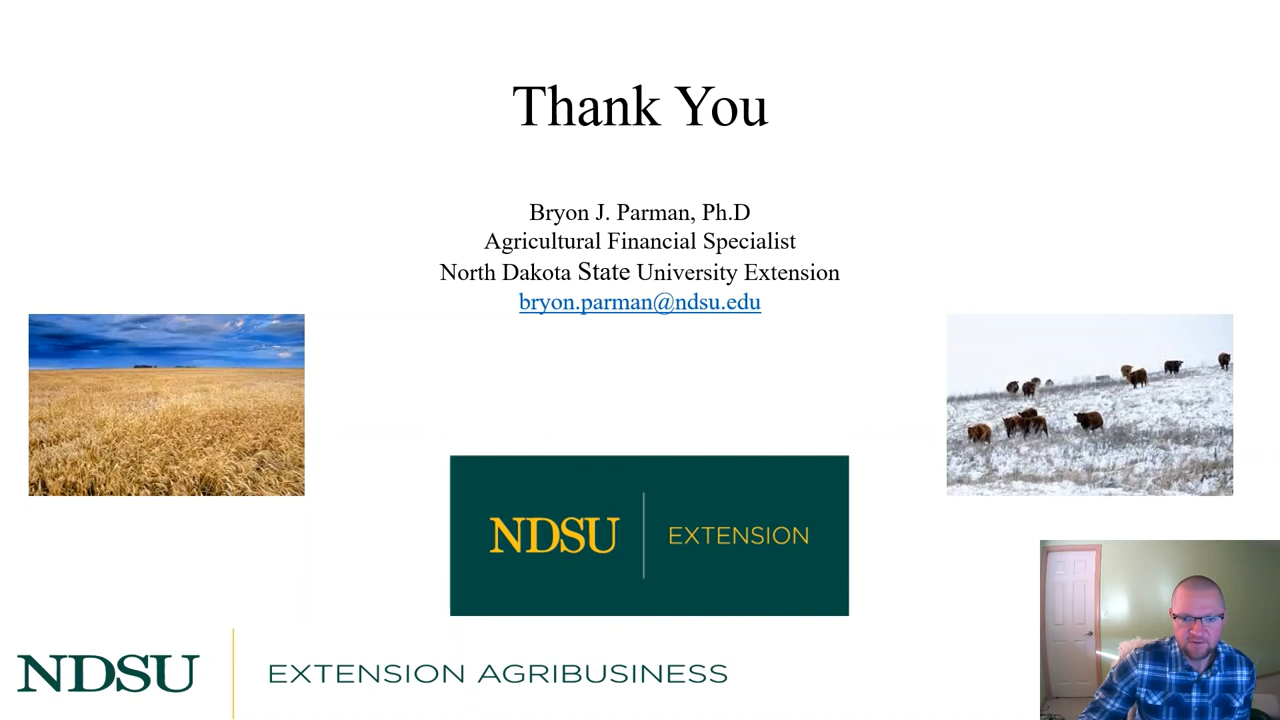 Thank You
Bryon J. Parman, Ph.D
Agricultural Financial Specialist
North Dakota State University Extension
bryon.parman@ndsu.edu
NDSU EXTENSION
NDSU EXTENSION AGRIBUSINESS